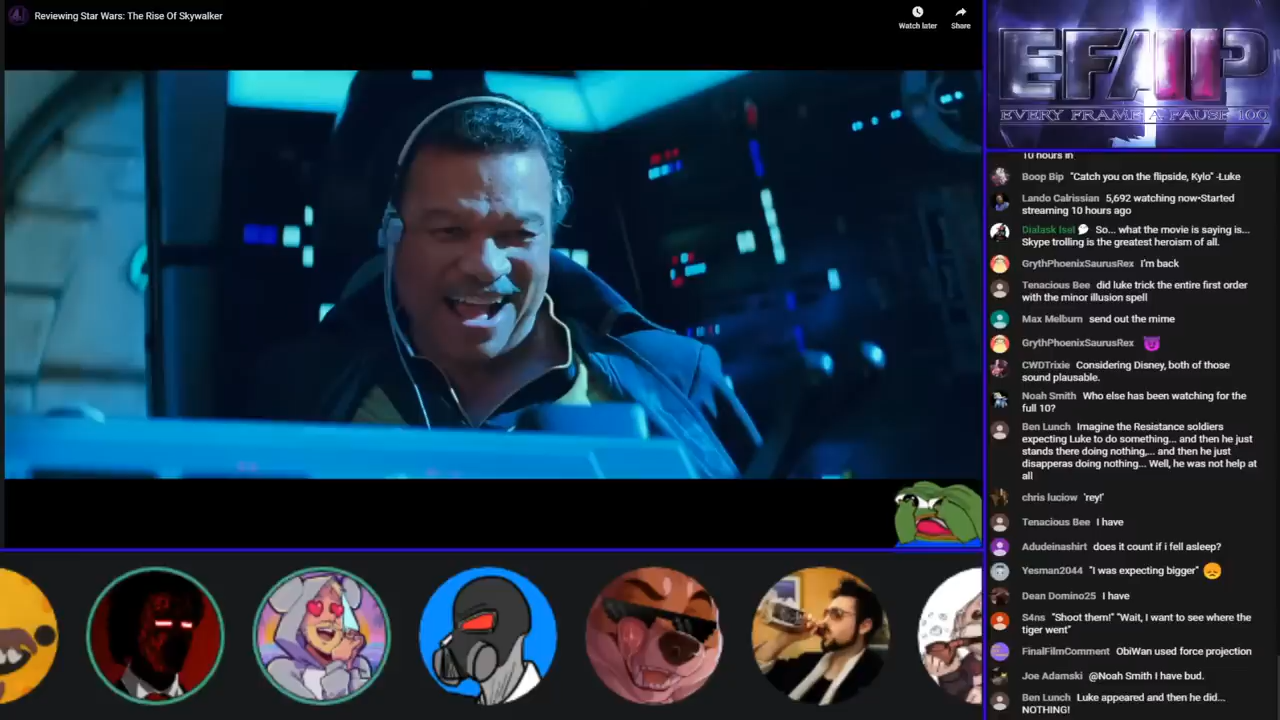 Reviewing Star Wars: The Rise Of Skywalker
Watch later
Share
EFAP
EVERY FRAME A PAUSE 100
10 hours in
Boop Bip "Catch you on the flipside, Kylo" -Luke
Lando Calrissian 5,692 watching now•Started
streaming 10 hours ago
Dialask Isel So... what the movie is saying is...
Skype trolling is the greatest heroism of all.
GrythPhoenixSaurusRex I'm back
Tenacious Bee did luke trick the entire first order
with the minor illusion spell
Max Melburn send out the mime
GrythPhoenixSaurusRex
CWDTrixie Considering Disney, both of those
sound plausable.
Noah Smith Who else has been watching for the
full 10?
Ben Lunch Imagine the Resistance soldiers
expecting Luke to do something... and then he just
stands there doing nothing,... and then he just
disapperas doing nothing... Well, he was not help at
all
chris luciow 'rey!'
Tenacious Bee I have
Adudeinashirt does it count if i fell asleep?
Yesman2044 "I was expecting bigger"
Dean Domino25 I have
S4ns "Shoot them!" "Wait, I want to see where the
tiger went"
FinalFilmComment ObiWan used force projection
Joe Adamski @Noah Smith I have bud.
Ben Lunch Luke appeared and then he did...
NOTHING!